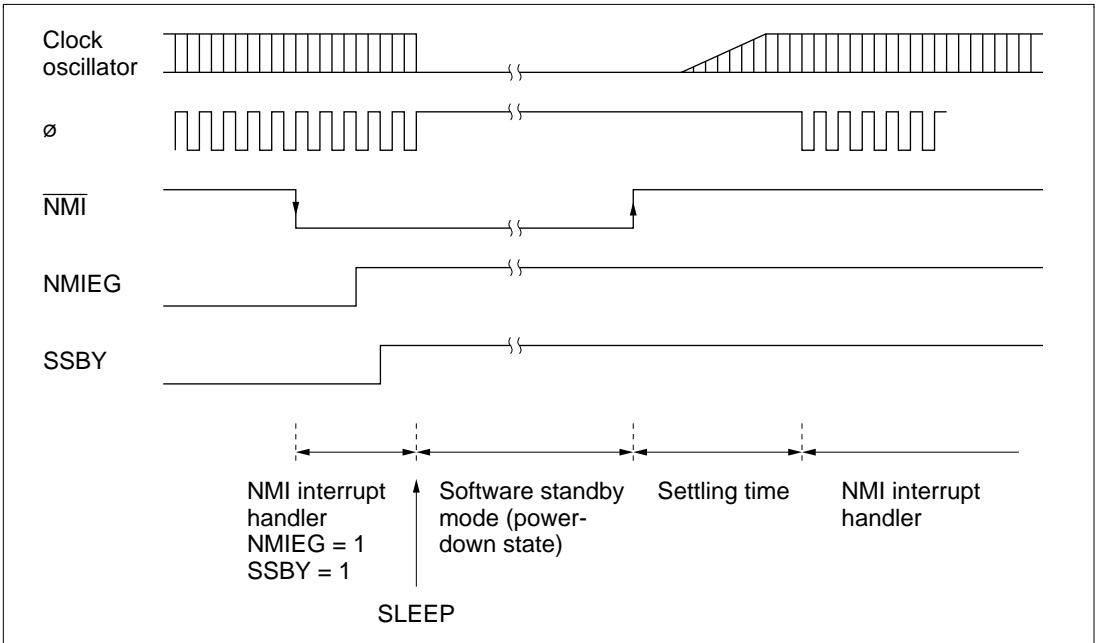 Clock
oscillator
ø
NMI
NMIEG
SSBY
NMI interrupt
handler
NMIEG = 1
SSBY = 1
Software standby
mode (power-
down state)
Settling time
NMI interrupt
handler
SLEEP